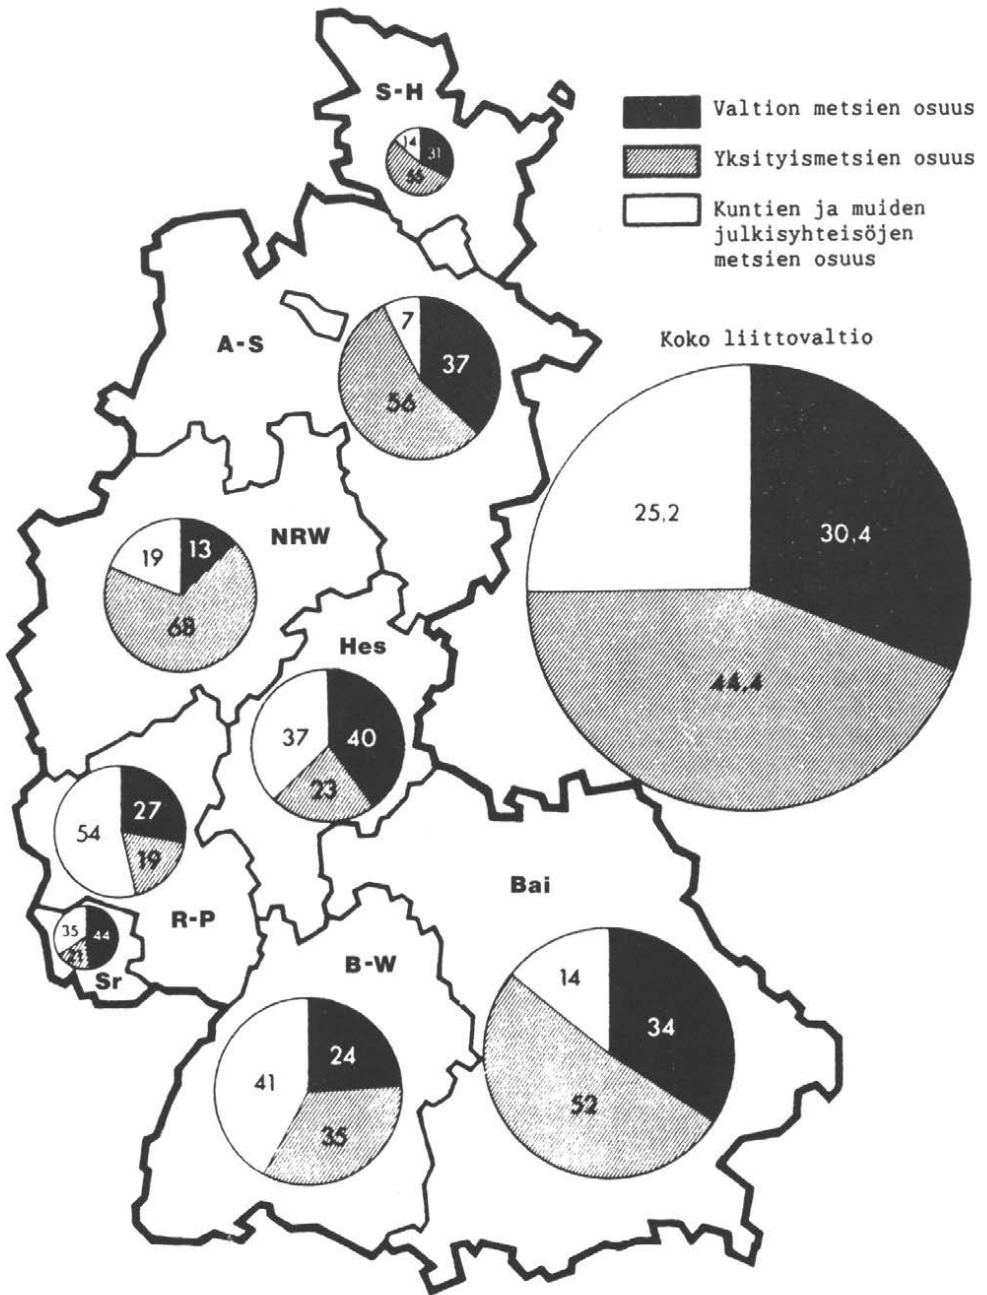 S-H
14
31
55
Valtion metsien osuus
Yksityismetsien osuus
Kuntien ja muiden
julkisyhteisöjen
metsien osuus
A-S
7
37
56
Koko liittovaltio
25,2
30,4
44,4
NRW
19
13
68
Hes
37
40
23
27
54
19
R-P
35
44
21
Sr
Bai
14
34
52
B-W
24
41
35